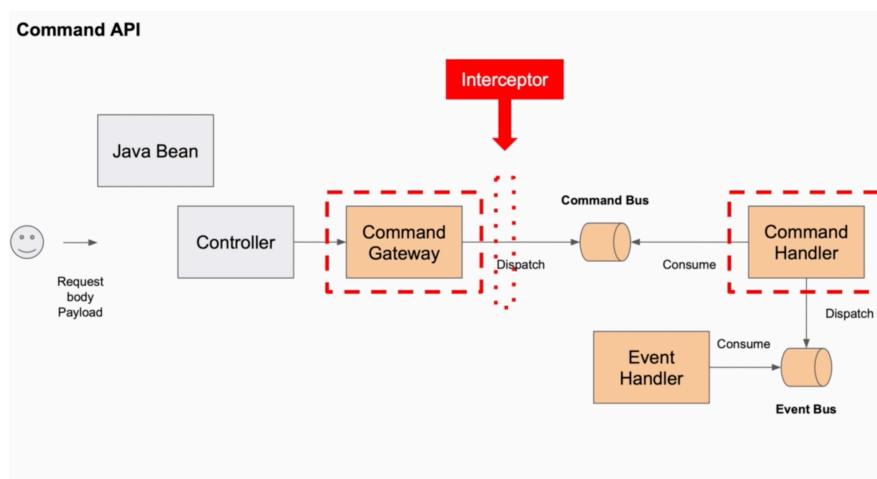 Command API
Interceptor
Java Bean
Command Bus
Controller
Command
Gateway
Command
Handler
Dispatch
Consume
Request
body
Payload
Dispatch
Event
Handler
Consume
Event Bus